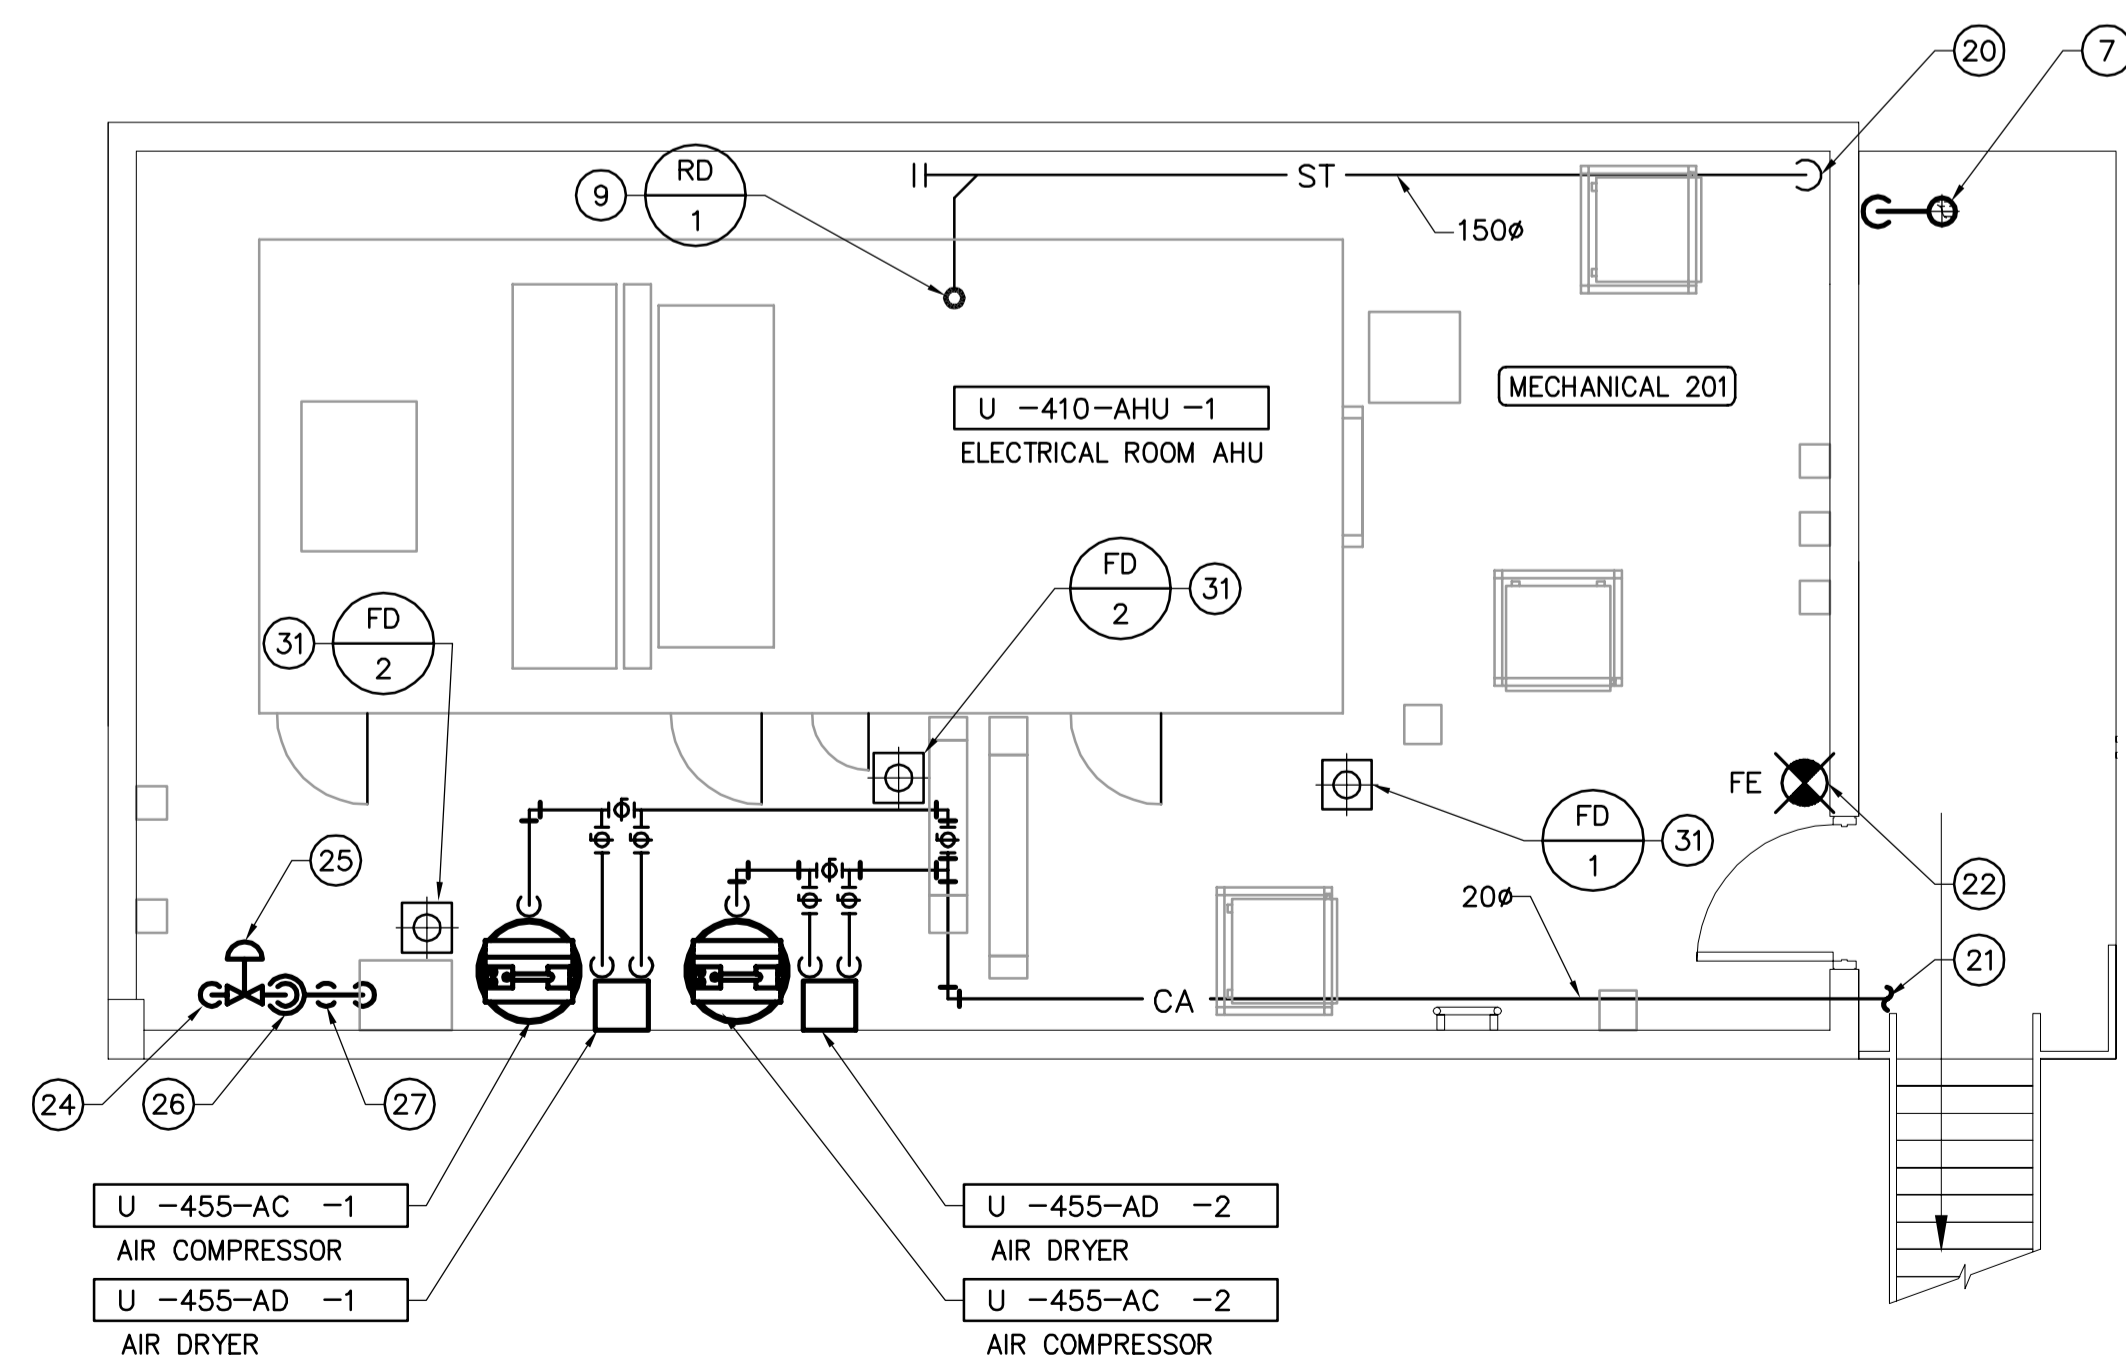 20
7
RD
9
1
ST
150ø
MECHANICAL 201
U -410-AHU -1
ELECTRICAL ROOM AHU
FD
31
2
FD
31
2
FE
FD
31
1
25
22
20ø
21
CA
24
26
27
U -455-AC -1
AIR COMPRESSOR
U -455-AD -1
AIR DRYER
U -455-AD -2
AIR DRYER
U -455-AC -2
AIR COMPRESSOR